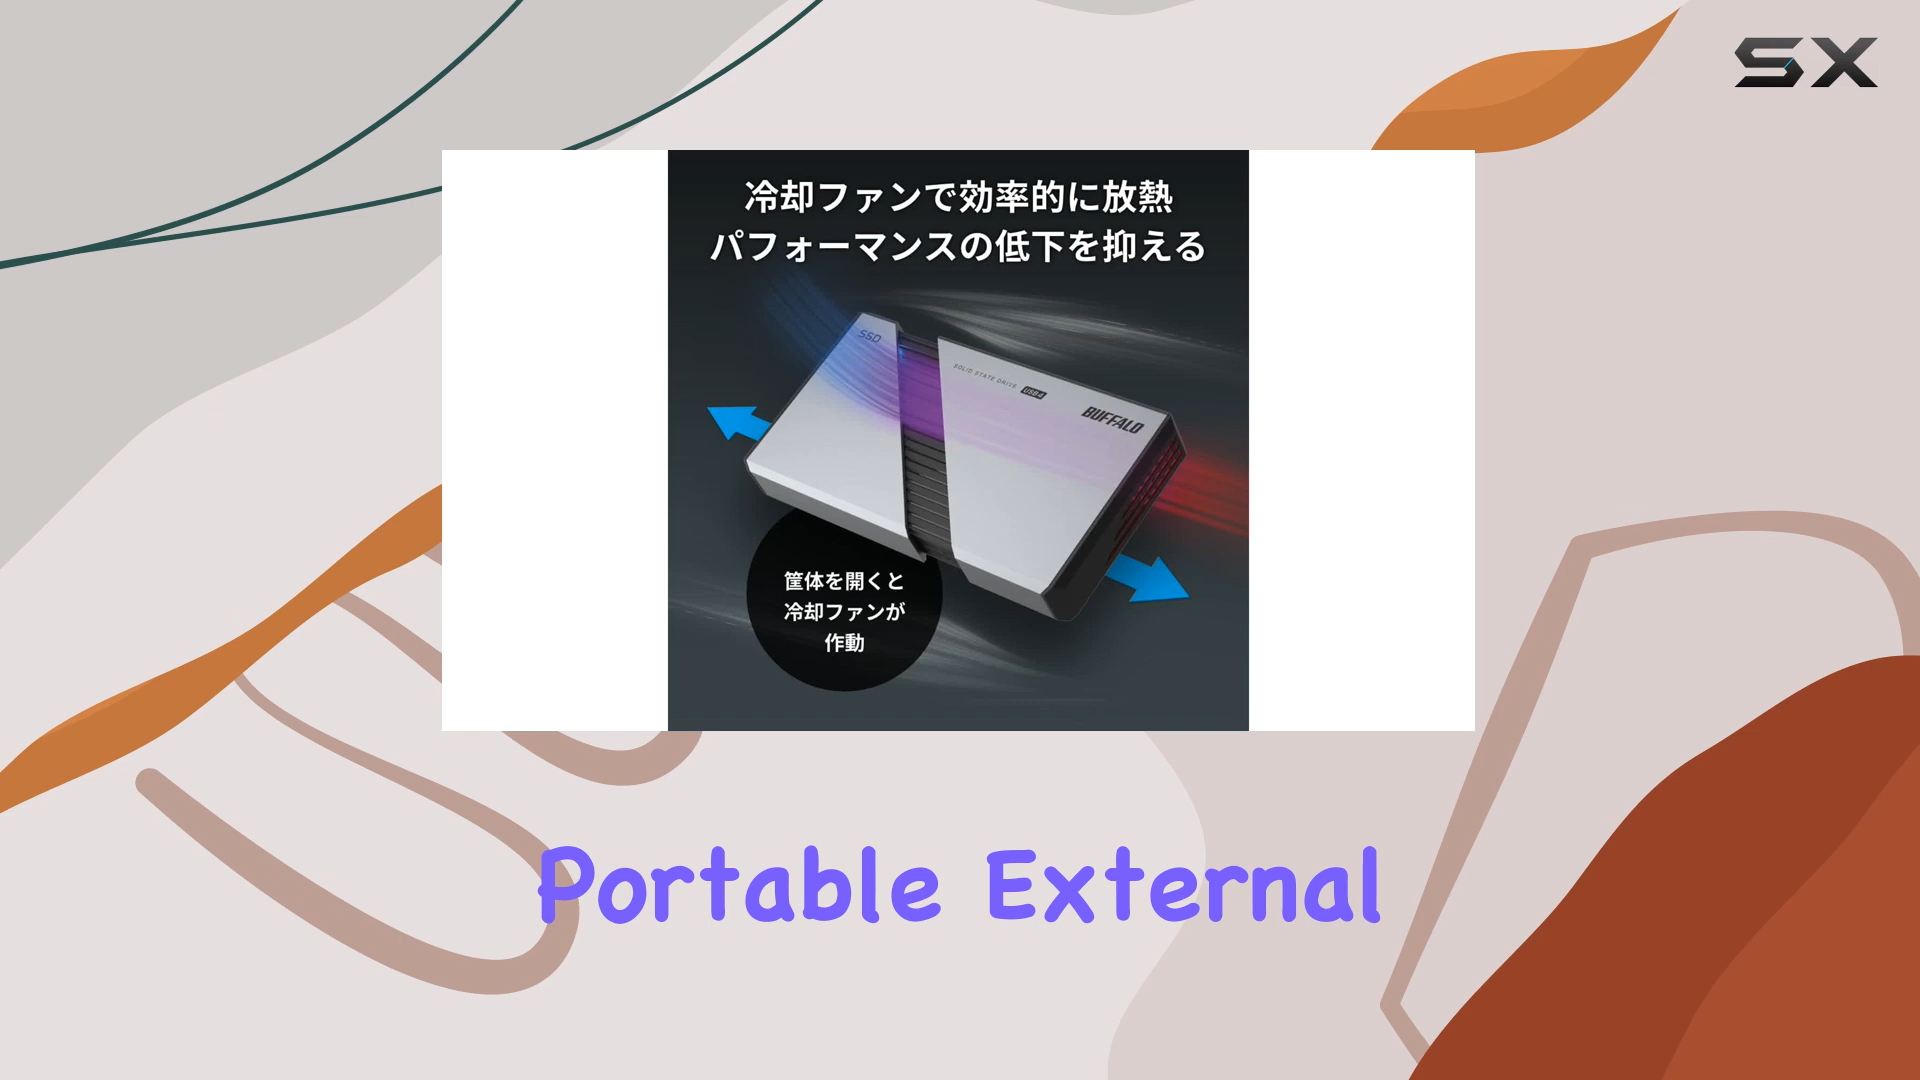 SX
冷却ファンで効率的に放熱
パフォーマンスの低下を抑える
SSD
SOLID STATE DRIVE USB4
BUFFALO
筐体を開くと
冷却ファンが
作動
Portable External